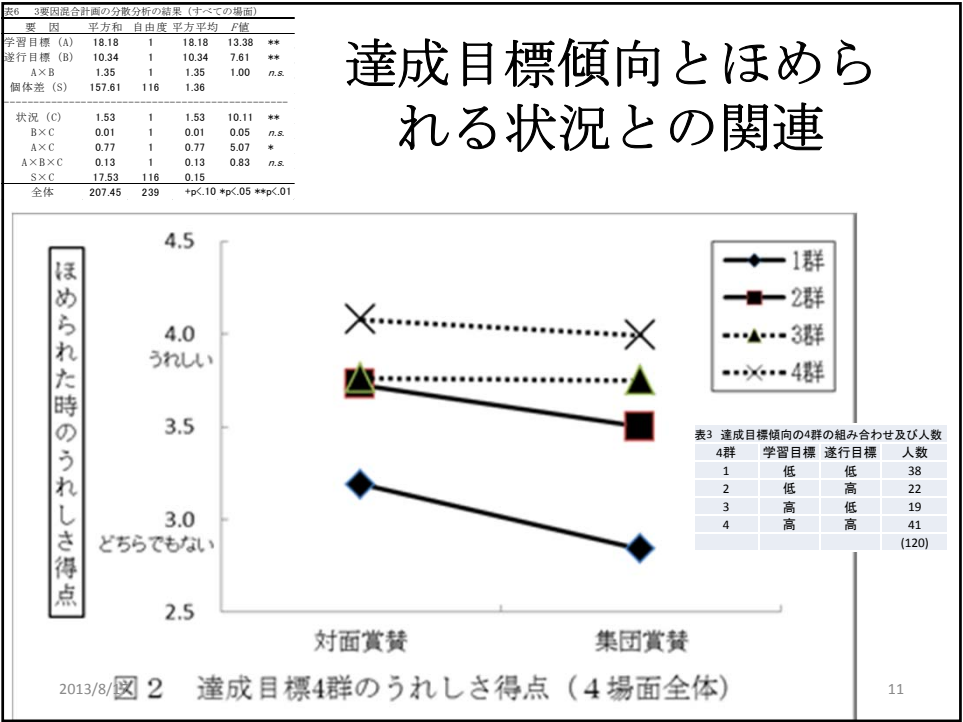 表6　3要因混合計画の分散分析の結果（すべての場面）
要　因 平方和 自由度 平方平均 F値
学習目標（A） 18.18 1 18.18 13.38 **
遂行目標（B） 10.34 1 10.34 7.61 **
A×B 1.35 1 1.35 1.00 n.s.
個体差（S） 157.61 116 1.36
状況（C） 1.53 1 1.53 10.11 **
B×C 0.01 1 0.01 0.05 n.s.
A×C 0.77 1 0.77 5.07 *
A×B×C 0.13 1 0.13 0.83 n.s.
S×C 17.53 116 0.15
全体 207.45 239 +p<.10 *p<.05 **p<.01
達成目標傾向とほめら
れる状況との関連
ほめられた時のうれしさ得点
4.5
4.0
うれしい
3.5
3.0
どちらでもない
2.5
対面賞賛 集団賞賛
1群
2群
3群
4群
表3 達成目標傾向の4群の組み合わせ及び人数
4群 学習目標 遂行目標 人数
1 低 低 38
2 低 高 22
3 高 低 19
4 高 高 41
(120)
図２　達成目標4群のうれしさ得点（４場面全体）
2013/8/
11